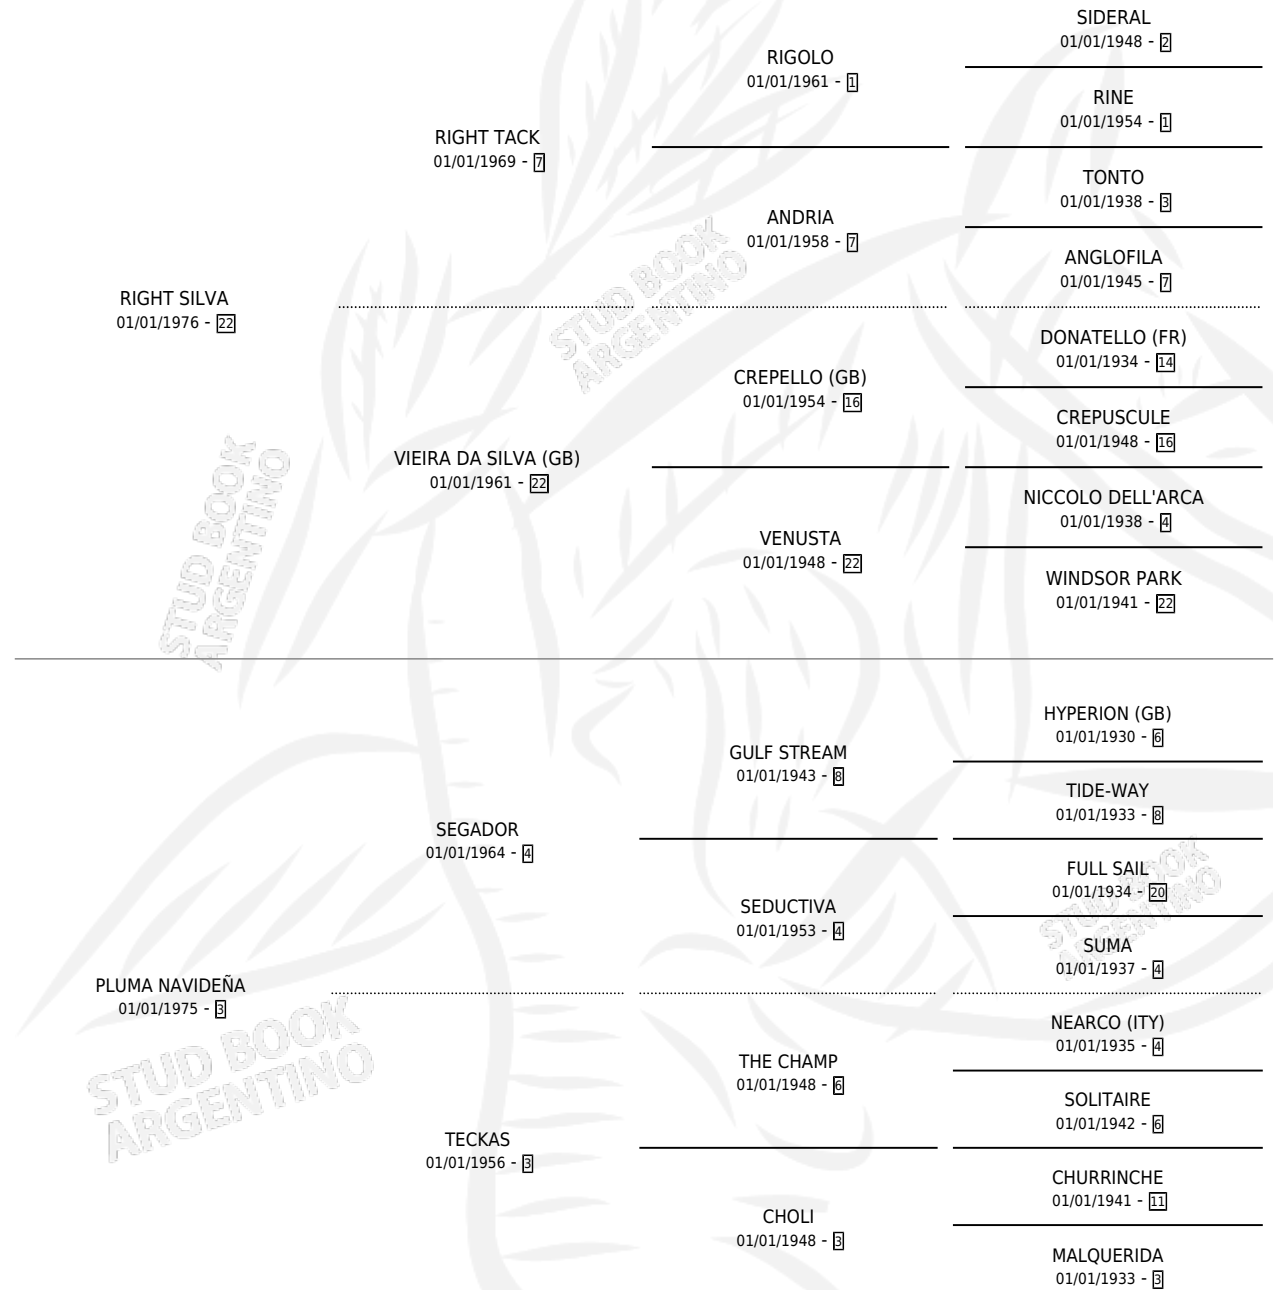 SIDERAL
01/01/1948 - 2
RIGOLO
01/01/1961 - 1
RINE
01/01/1954 - 1
RIGHT TACK
01/01/1969 - 7
TONTO
01/01/1938 - 3
ANDRIA
01/01/1958 - 7
ANGLOFILA
01/01/1945 - 7
RIGHT SILVA
01/01/1976 - 22
DONATELLO (FR)
01/01/1934 - 14
CREPELLO (GB)
01/01/1954 - 16
CREPUSCULE
01/01/1948 - 16
VIEIRA DA SILVA (GB)
01/01/1961 - 22
NICCOLO DELL'ARCA
01/01/1938 - 4
VENUSTA
01/01/1948 - 22
WINDSOR PARK
01/01/1941 - 22
HYPERION (GB)
01/01/1930 - 6
GULF STREAM
01/01/1943 - 8
TIDE-WAY
01/01/1933 - 8
SEGADOR
01/01/1964 - 4
FULL SAIL
01/01/1934 - 20
SEDUCTIVA
01/01/1953 - 4
SUMA
01/01/1937 - 4
PLUMA NAVIDEÑA
01/01/1975 - 3
NEARCO (ITY)
01/01/1935 - 4
THE CHAMP
01/01/1948 - 6
SOLITAIRE
01/01/1942 - 6
TECKAS
01/01/1956 - 3
CHURRINCHE
01/01/1941 - 11
CHOLI
01/01/1948 - 3
MALQUERIDA
01/01/1933 - 3
STUD BOOK
ARGENTINO
STUD BOOK
ARGENTINO
STUD BOOK
ARGENTINO
STUD BOOK
ARGENTINO